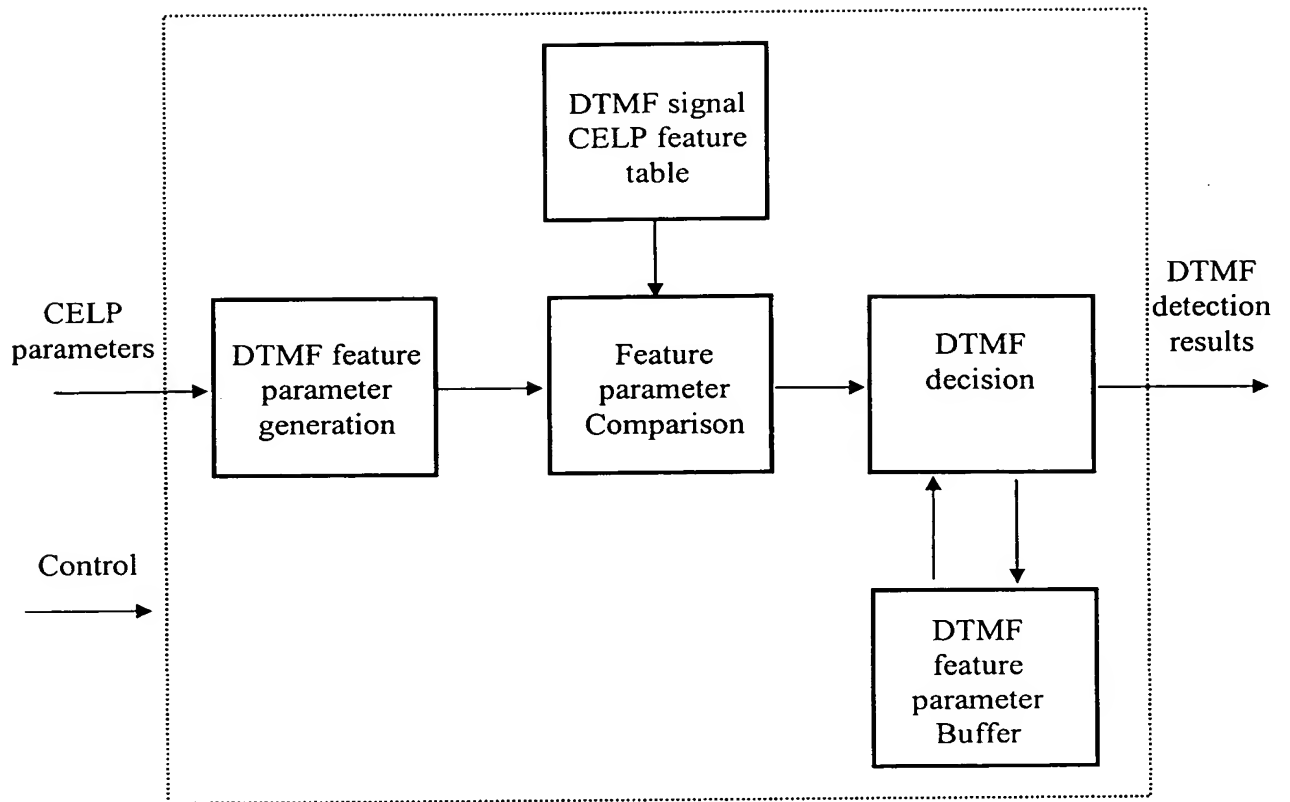 DTMF signal
CELP feature
table
CELP
parameters
DTMF feature
parameter
generation
Feature
parameter
Comparison
DTMF
decision
DTMF
detection
results
Control
DTMF
feature
parameter
Buffer